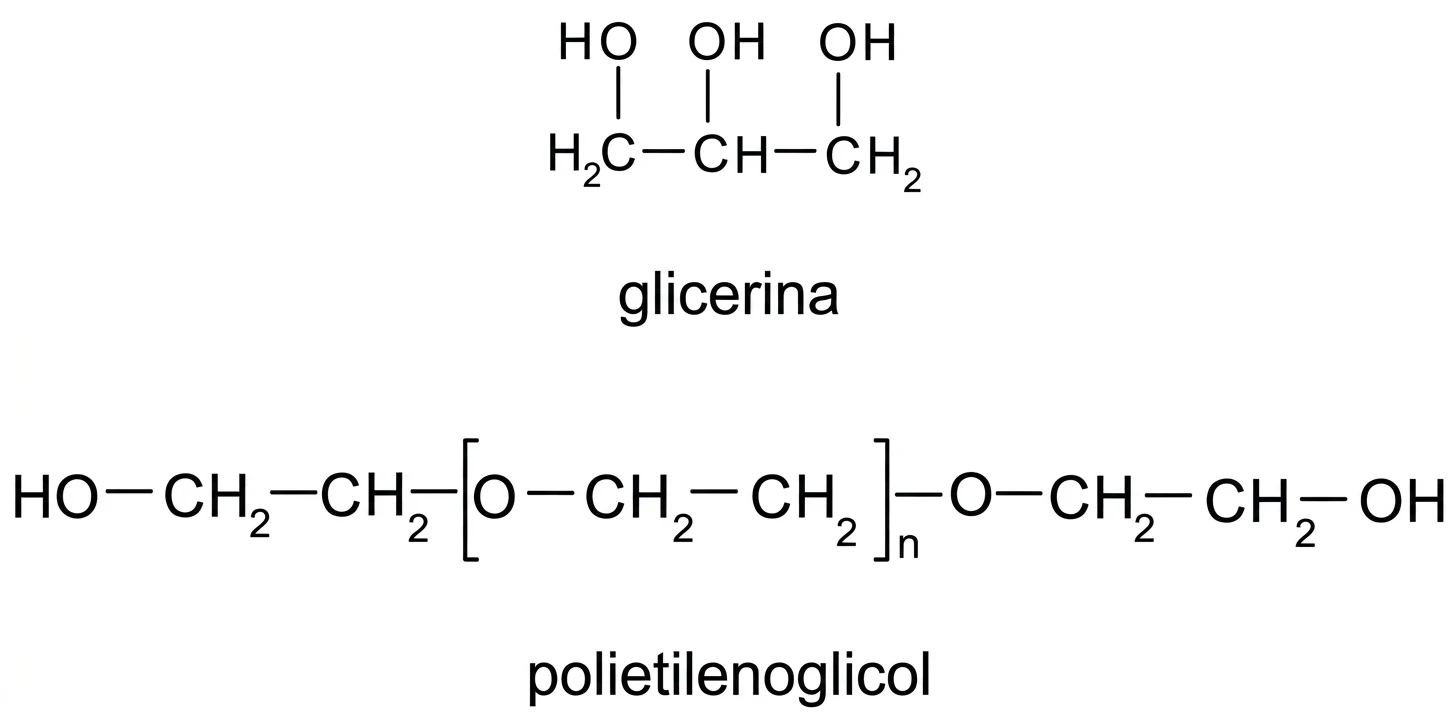 HO OH OH
H₂C—CH—CH₂
glicerina
HO—CH₂—CH₂—[O—CH₂—CH₂]ₙ—O—CH₂—CH₂—OH
polietilenoglicol